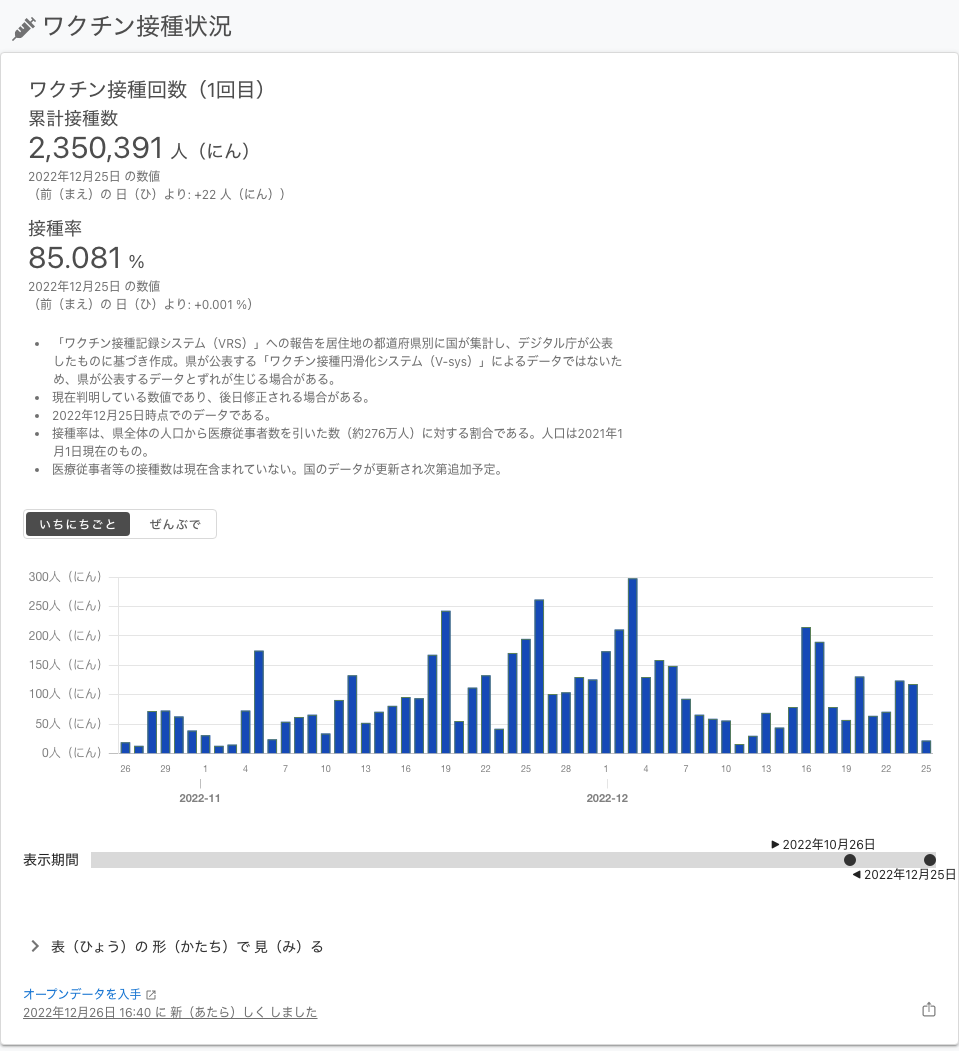 ワクチン接種状況
ワクチン接種回数（1回目）
累計接種数
2,350,391 人（にん）
2022年12月25日 の数値
（前（まえ）の 日（ひ）より: +22 人（にん））
接種率
85.081 %
2022年12月25日 の数値
（前（まえ）の 日（ひ）より: +0.001 %）
• 「ワクチン接種記録システム（VRS）」への報告を居住地の都道府県別に国が集計し、デジタル庁が公表
したものに基づき作成。県が公表する「ワクチン接種円滑化システム（V-sys）」によるデータではないた
め、県が公表するデータとずれが生じる場合がある。
• 現在判明している数値であり、後日修正される場合がある。
• 2022年12月25日時点でのデータである。
• 接種率は、県全体の人口から医療従事者数を引いた数（約276万人）に対する割合である。人口は2021年1
月1日現在のもの。
• 医療従事者等の接種数は現在含まれていない。国のデータが更新され次第追加予定。
いちにちごと ぜんぶで
300人（にん）
250人（にん）
200人（にん）
150人（にん）
100人（にん）
50人（にん）
0人（にん）
26 29 1 4 7 10 13 16 19 22 25 28 1 4 7 10 13 16 19 22 25
2022-11 2022-12
▶ 2022年10月26日
表示期間
◀ 2022年12月25日
表（ひょう）の 形（かたち）で 見（み）る
オープンデータを入手
2022年12月26日 16:40 に 新（あたら）しく しました